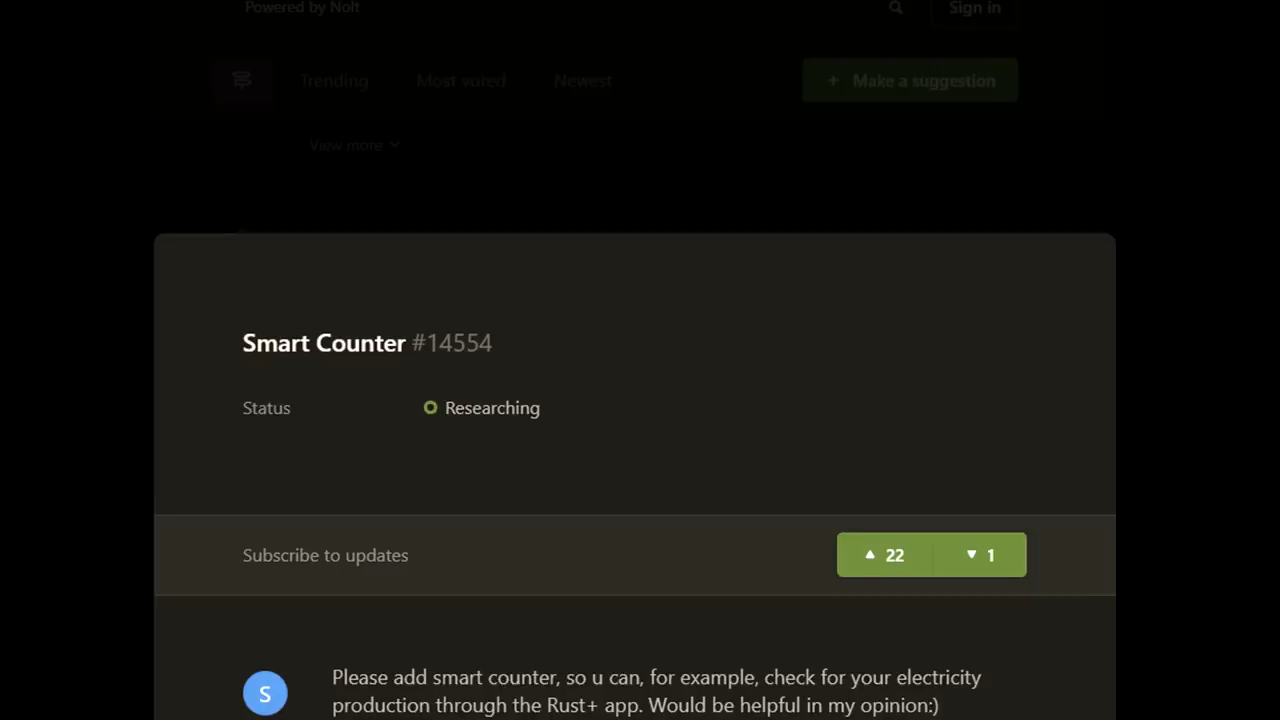 Powered by Nolt
Sign in
Trending Most voted Newest + Make a suggestion
View more
Smart Counter #14554
Status Researching
Subscribe to updates ▲ 22 ▼ 1
S
Please add smart counter, so u can, for example, check for your electricity
production through the Rust+ app. Would be helpful in my opinion:)